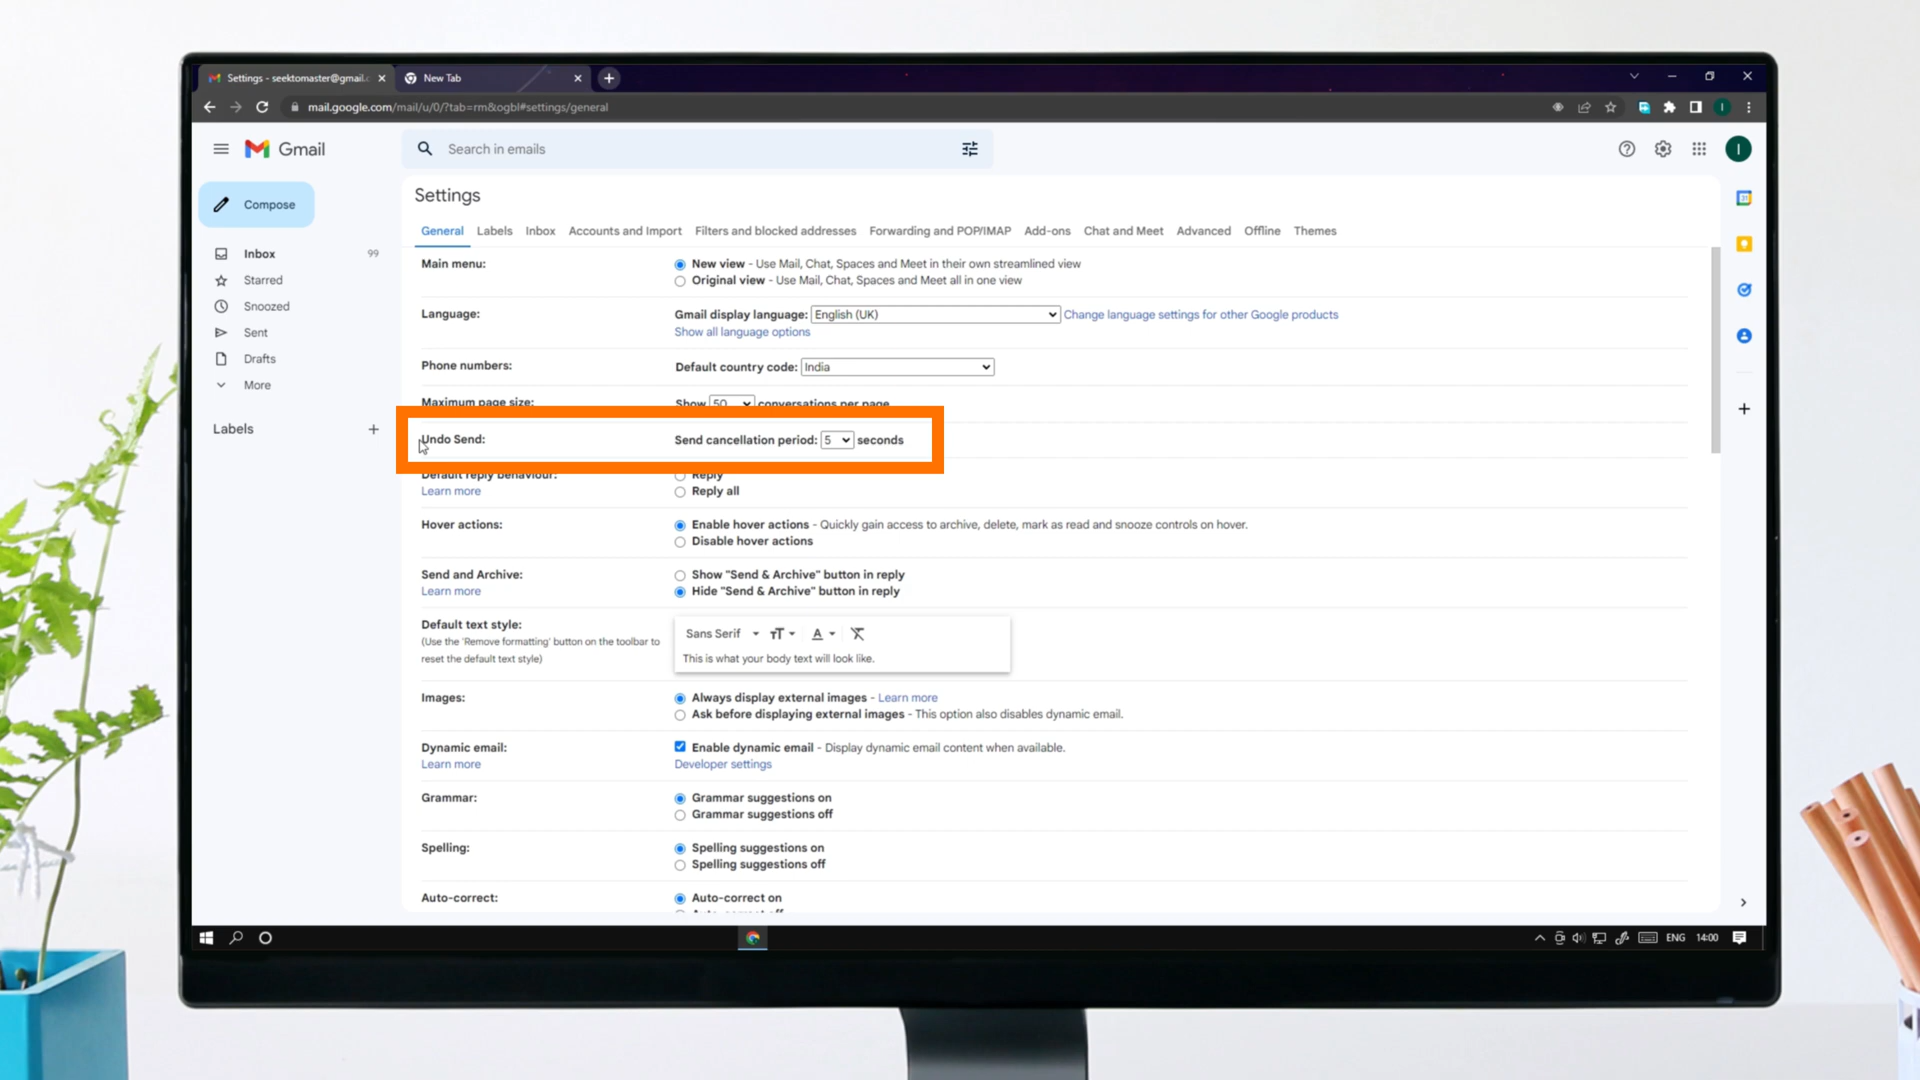 Settings - seektomaster@gmail.c
New Tab
mail.google.com/mail/u/0/?tab=rm&ogbl#settings/general
Gmail
Search in emails
Compose
Inbox 99
Starred
Snoozed
Sent
Drafts
More
Labels
Settings
General Labels Inbox Accounts and Import Filters and blocked addresses Forwarding and POP/IMAP Add-ons Chat and Meet Advanced Offline Themes
Main menu: New view - Use Mail, Chat, Spaces and Meet in their own streamlined view
Original view - Use Mail, Chat, Spaces and Meet all in one view
Language: Gmail display language: English (UK) Change language settings for other Google products
Show all language options
Phone numbers: Default country code: India
Maximum page size: Show 50 conversations per page
Undo Send: Send cancellation period: 5 seconds
Default reply behaviour: Reply
Learn more Reply all
Hover actions: Enable hover actions - Quickly gain access to archive, delete, mark as read and snooze controls on hover.
Disable hover actions
Send and Archive: Show "Send & Archive" button in reply
Learn more Hide "Send & Archive" button in reply
Default text style:
(Use the 'Remove formatting' button on the toolbar to
reset the default text style)
Sans Serif
This is what your body text will look like.
Images: Always display external images - Learn more
Ask before displaying external images - This option also disables dynamic email.
Dynamic email: Enable dynamic email - Display dynamic email content when available.
Learn more Developer settings
Grammar: Grammar suggestions on
Grammar suggestions off
Spelling: Spelling suggestions on
Spelling suggestions off
Auto-correct: Auto-correct on
ENG 14:00